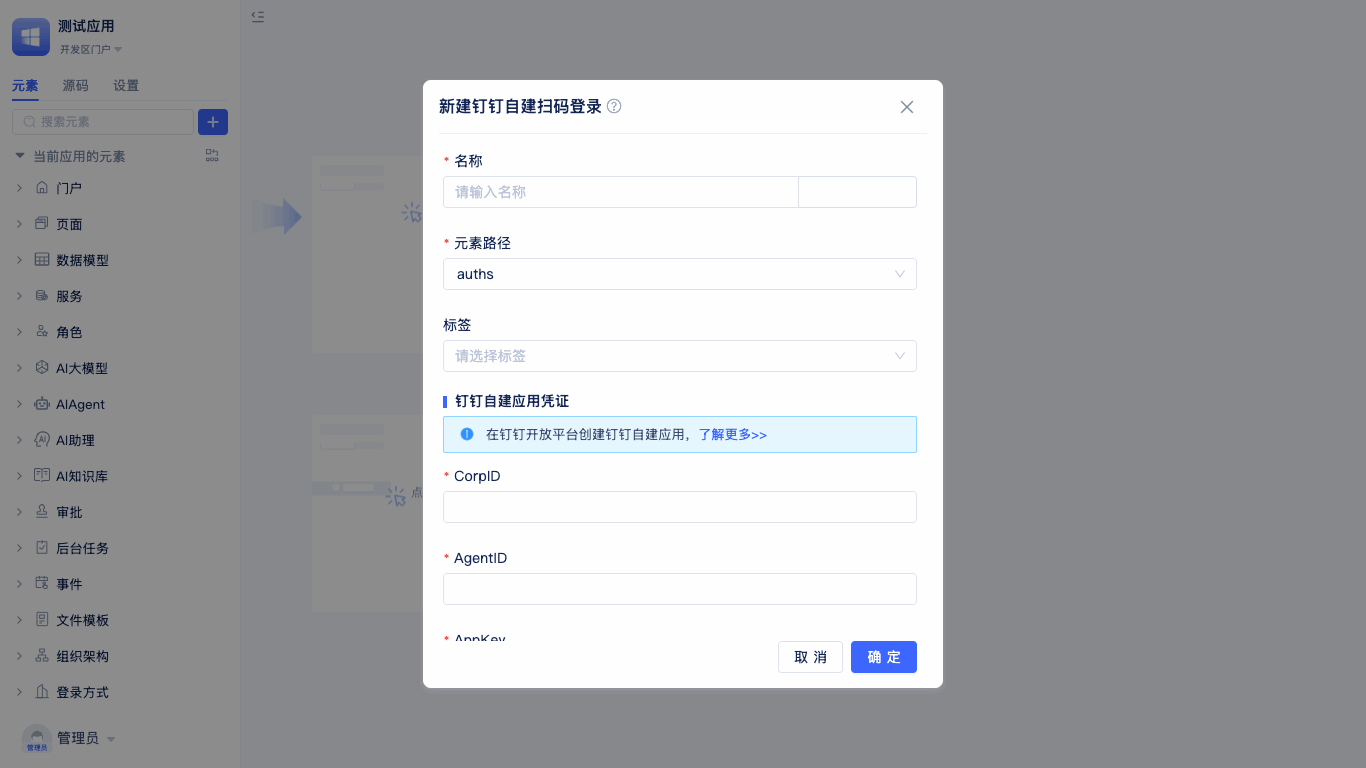 测试应用
开发区门户
元素 源码 设置
搜索元素
当前应用的元素
门户
页面
数据模型
服务
角色
AI大模型
AIAgent
AI助理
AI知识库
审批
后台任务
事件
文件模板
组织架构
登录方式
管理员
管理员
点
新建钉钉自建扫码登录
* 名称
请输入名称
* 元素路径
auths
标签
请选择标签
钉钉自建应用凭证
在钉钉开放平台创建钉钉自建应用，了解更多>>
* CorpID
* AgentID
* AppKey
取 消
确 定